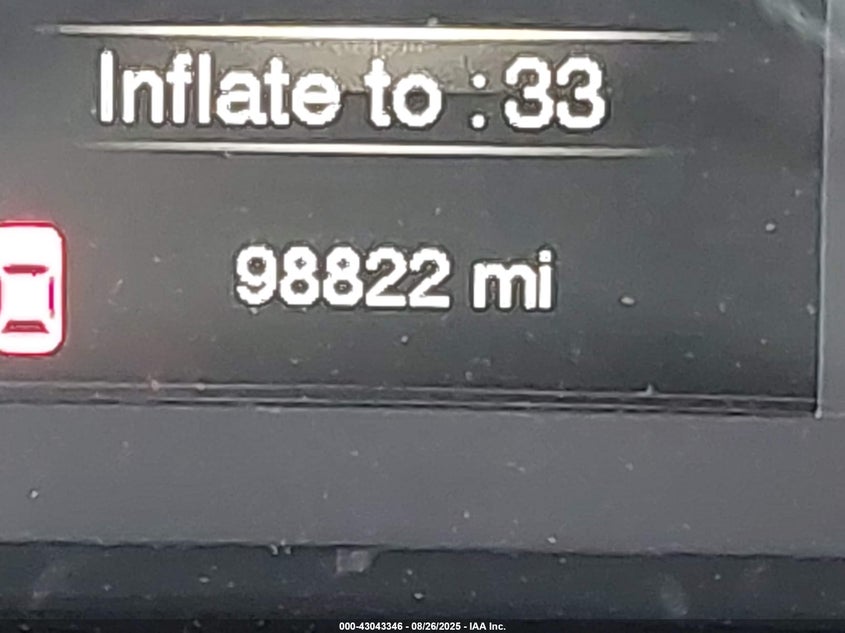 Inflate to : 33
98822 mi
000-43043346 - 08/26/2025 - IAA Inc.